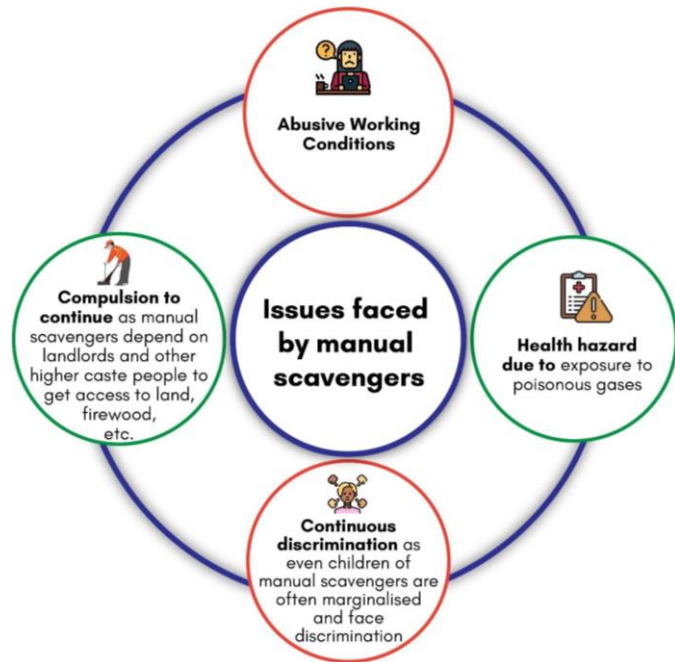 ?
Abusive Working
Conditions
Compulsion to
continue as manual
scavengers depend on
landlords and other
higher caste people to
get access to land,
firewood,
etc.
Issues faced
by manual
scavengers
Health hazard
due to exposure to
poisonous gases
Continuous
discrimination as
even children of
manual scavengers are
often marginalised
and face
discrimination